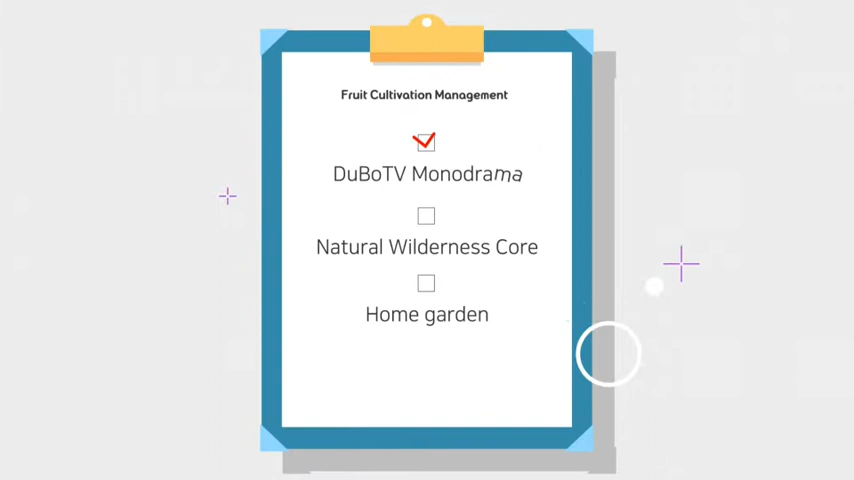 Fruit Cultivation Management
DuBoTV Monodrama
Natural Wilderness Core
Home garden